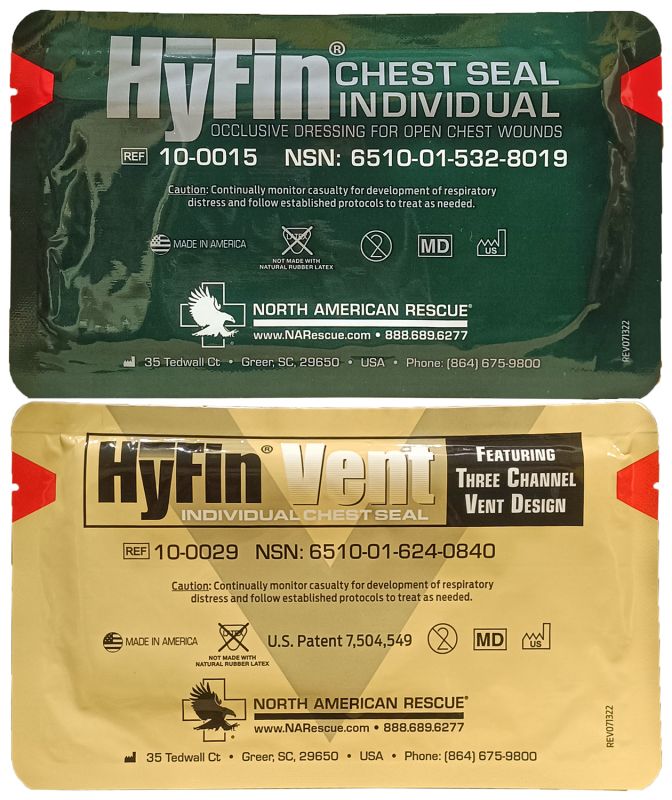 HyFin® CHEST SEAL
INDIVIDUAL
OCCLUSIVE DRESSING FOR OPEN CHEST WOUNDS
REF 10-0015 NSN: 6510-01-532-8019
Caution: Continually monitor casualty for development of respiratory
distress and follow established protocols to treat as needed.
MADE IN AMERICA LATEX 2 MD US
NOT MADE WITH
NATURAL RUBBER LATEX
NORTH AMERICAN RESCUE®
www.NARescue.com • 888.689.6277
35 Tedwall Ct • Greer, SC, 29650 • USA • Phone: (864) 675-9800
REV071322
HyFin® Vent
INDIVIDUAL CHEST SEAL
FEATURING
THREE CHANNEL
VENT DESIGN
REF 10-0029 NSN: 6510-01-624-0840
Caution: Continually monitor casualty for development of respiratory
distress and follow established protocols to treat as needed.
MADE IN AMERICA LATEX U.S. Patent 7,504,549 2 MD US
NOT MADE WITH
NATURAL RUBBER LATEX
NORTH AMERICAN RESCUE®
www.NARescue.com • 888.689.6277
35 Tedwall Ct • Greer, SC, 29650 • USA • Phone: (864) 675-9800
REV071322